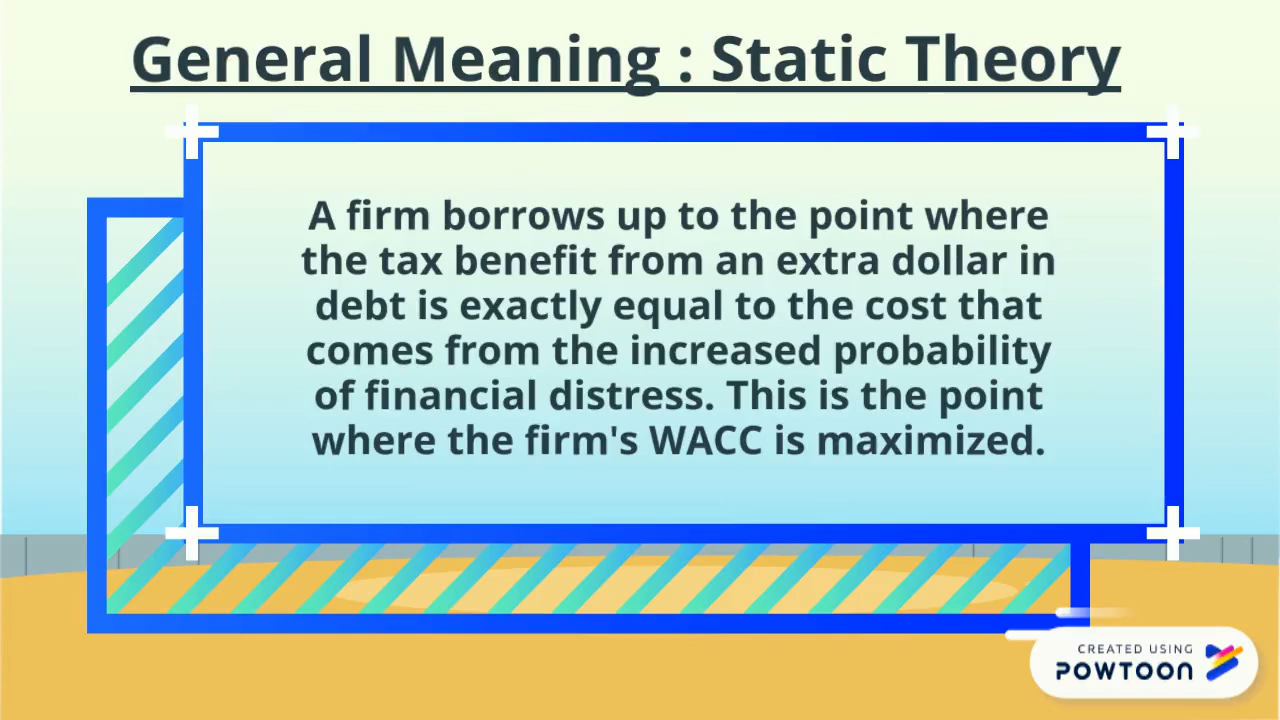 General Meaning : Static Theory
A firm borrows up to the point where
the tax benefit from an extra dollar in
debt is exactly equal to the cost that
comes from the increased probability
of financial distress. This is the point
where the firm's WACC is maximized.
CREATED USING
POWTOON